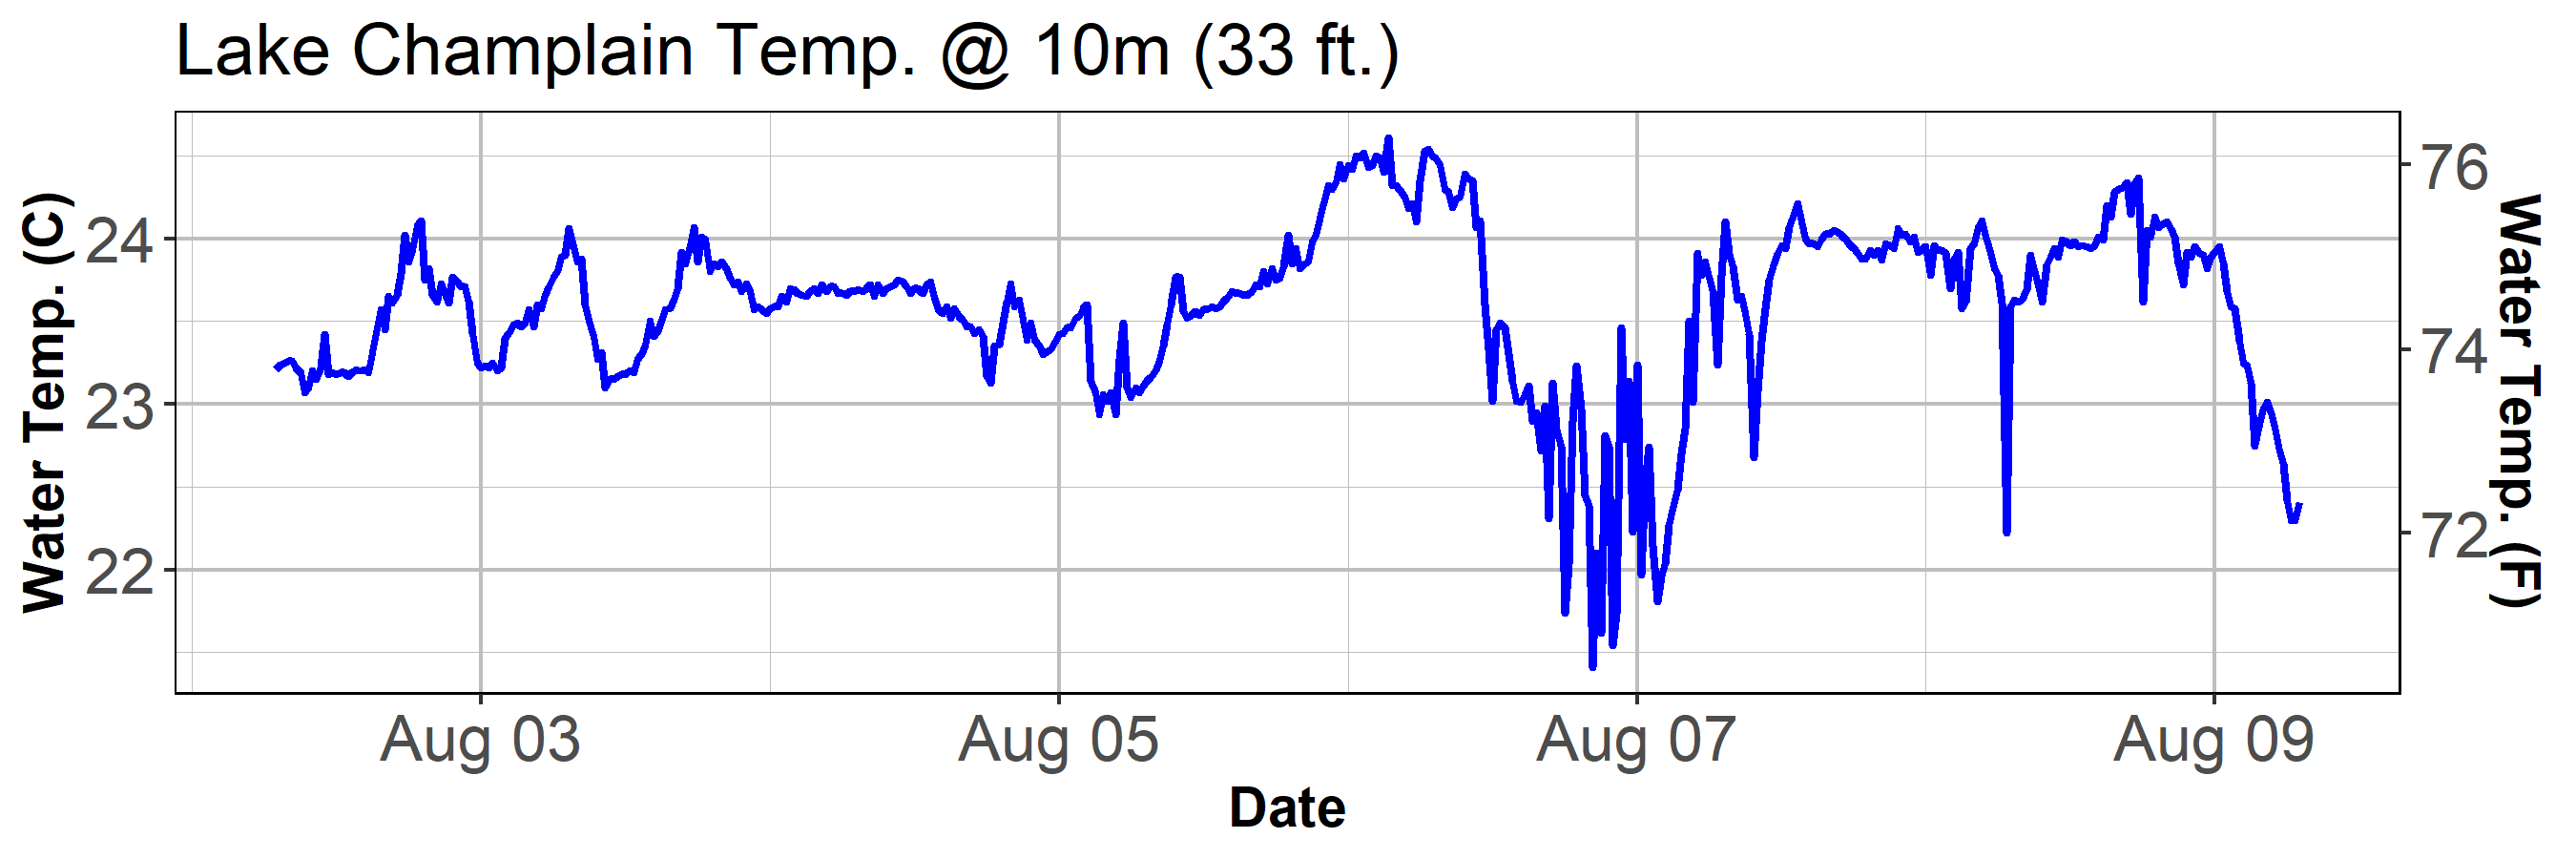 Lake Champlain Temp. @ 10m (33 ft.)
Water Temp. (C)
24
23
22
76
74
72
Water Temp. (F)
Aug 03 Aug 05 Aug 07 Aug 09
Date